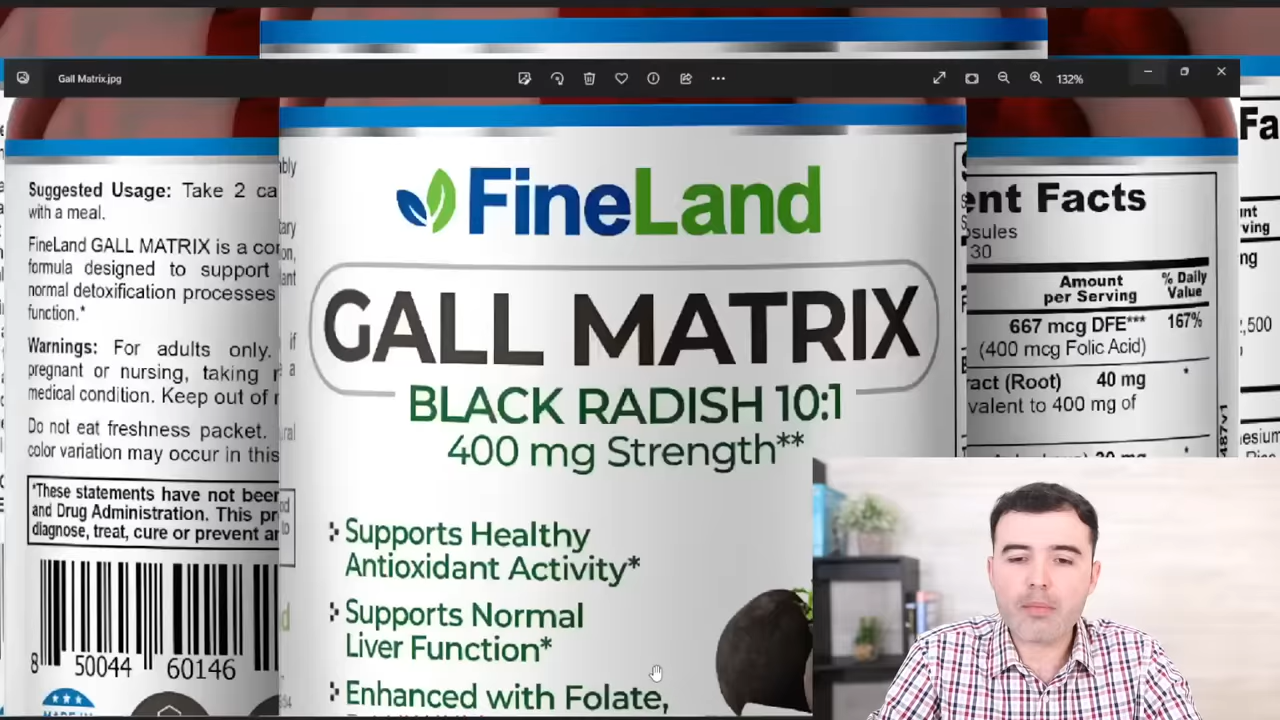 Gall Matrix.jpg
132%
Suggested Usage: Take 2 ca
with a meal.
FineLand GALL MATRIX is a
formula designed to support
normal detoxification processes
function.*
Warnings: For adults only.
pregnant or nursing, taking
medical condition. Keep out of
Do not eat freshness packet.
color variation may occur in this
*These statements have not been
and Drug Administration. This
diagnose, treat, cure or prevent
8 50044 60146
MADE IN
FineLand
GALL MATRIX
BLACK RADISH 10:1
400 mg Strength**
Supports Healthy
Antioxidant Activity*
Supports Normal
Liver Function*
Enhanced with Folate,
ent Facts
psules
30
Amount
per Serving
% Daily
Value
667 mcg DFE*** 167%
(400 mcg Folic Acid)
ract (Root) 40 mg *
valent to 400 mg of
487v1
Fa